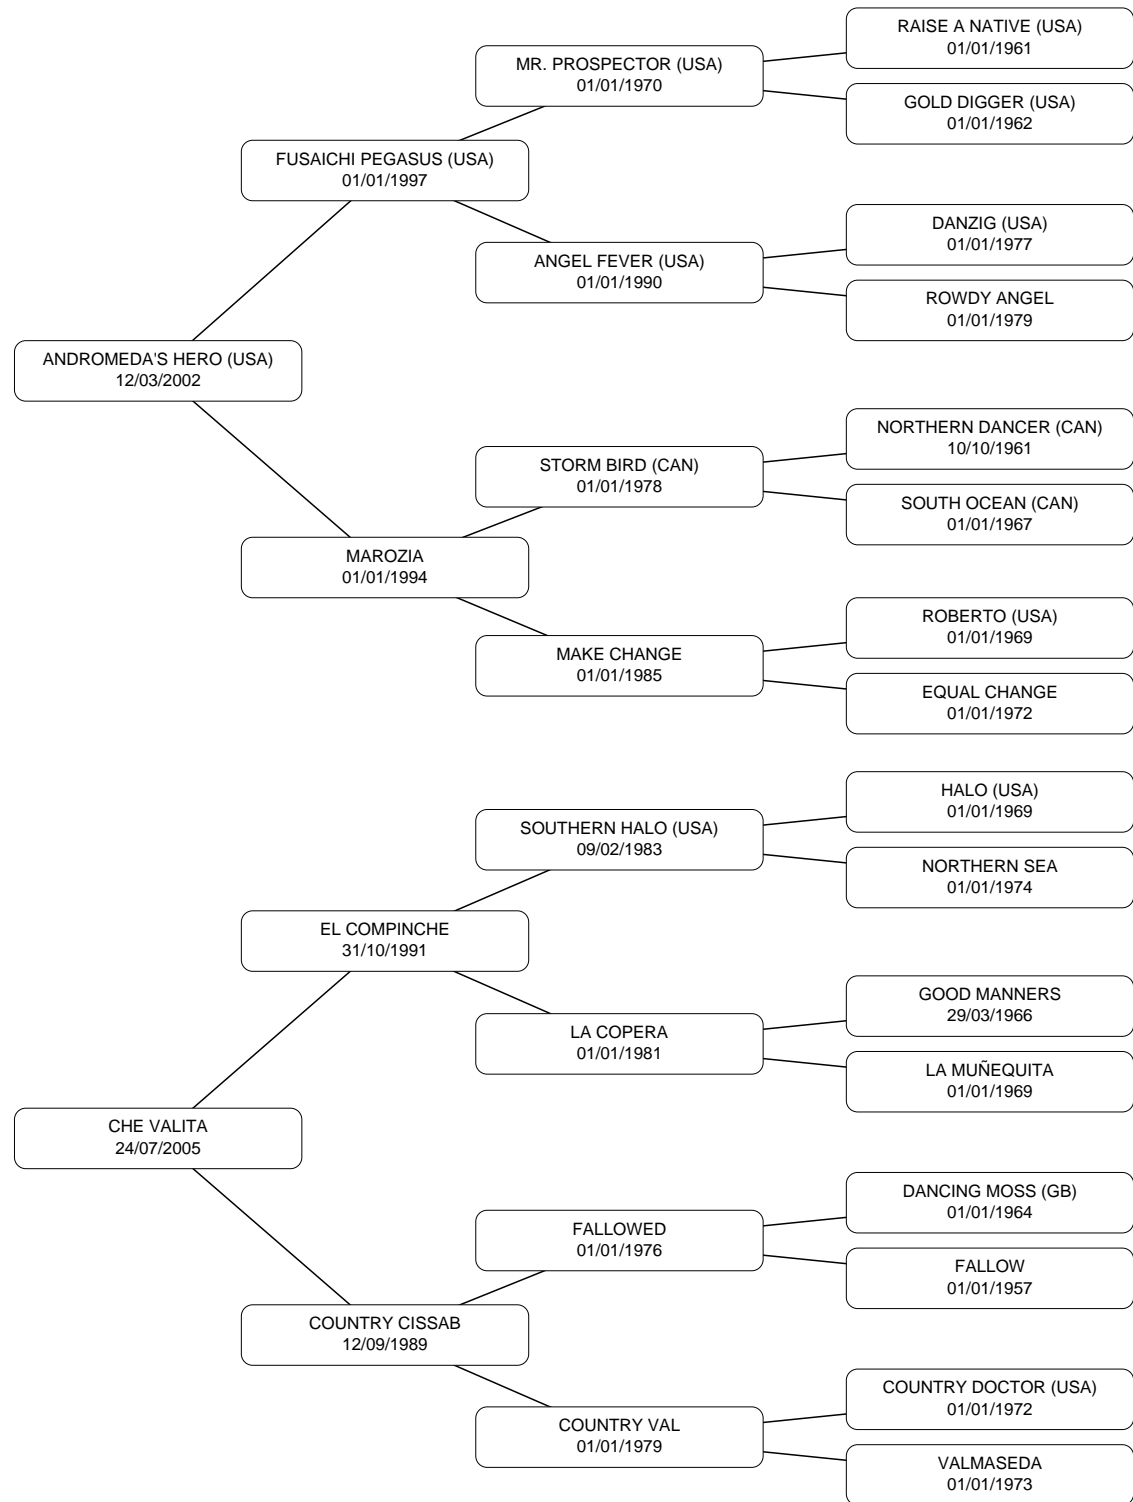 RAISE A NATIVE (USA)
01/01/1961
MR. PROSPECTOR (USA)
01/01/1970
GOLD DIGGER (USA)
01/01/1962
FUSAICHI PEGASUS (USA)
01/01/1997
DANZIG (USA)
01/01/1977
ANGEL FEVER (USA)
01/01/1990
ROWDY ANGEL
01/01/1979
ANDROMEDA'S HERO (USA)
12/03/2002
NORTHERN DANCER (CAN)
10/10/1961
STORM BIRD (CAN)
01/01/1978
SOUTH OCEAN (CAN)
01/01/1967
MAROZIA
01/01/1994
ROBERTO (USA)
01/01/1969
MAKE CHANGE
01/01/1985
EQUAL CHANGE
01/01/1972
HALO (USA)
01/01/1969
SOUTHERN HALO (USA)
09/02/1983
NORTHERN SEA
01/01/1974
EL COMPINCHE
31/10/1991
GOOD MANNERS
29/03/1966
LA COPERA
01/01/1981
LA MUÑEQUITA
01/01/1969
CHE VALITA
24/07/2005
DANCING MOSS (GB)
01/01/1964
FALLOWED
01/01/1976
FALLOW
01/01/1957
COUNTRY CISSAB
12/09/1989
COUNTRY DOCTOR (USA)
01/01/1972
COUNTRY VAL
01/01/1979
VALMASEDA
01/01/1973